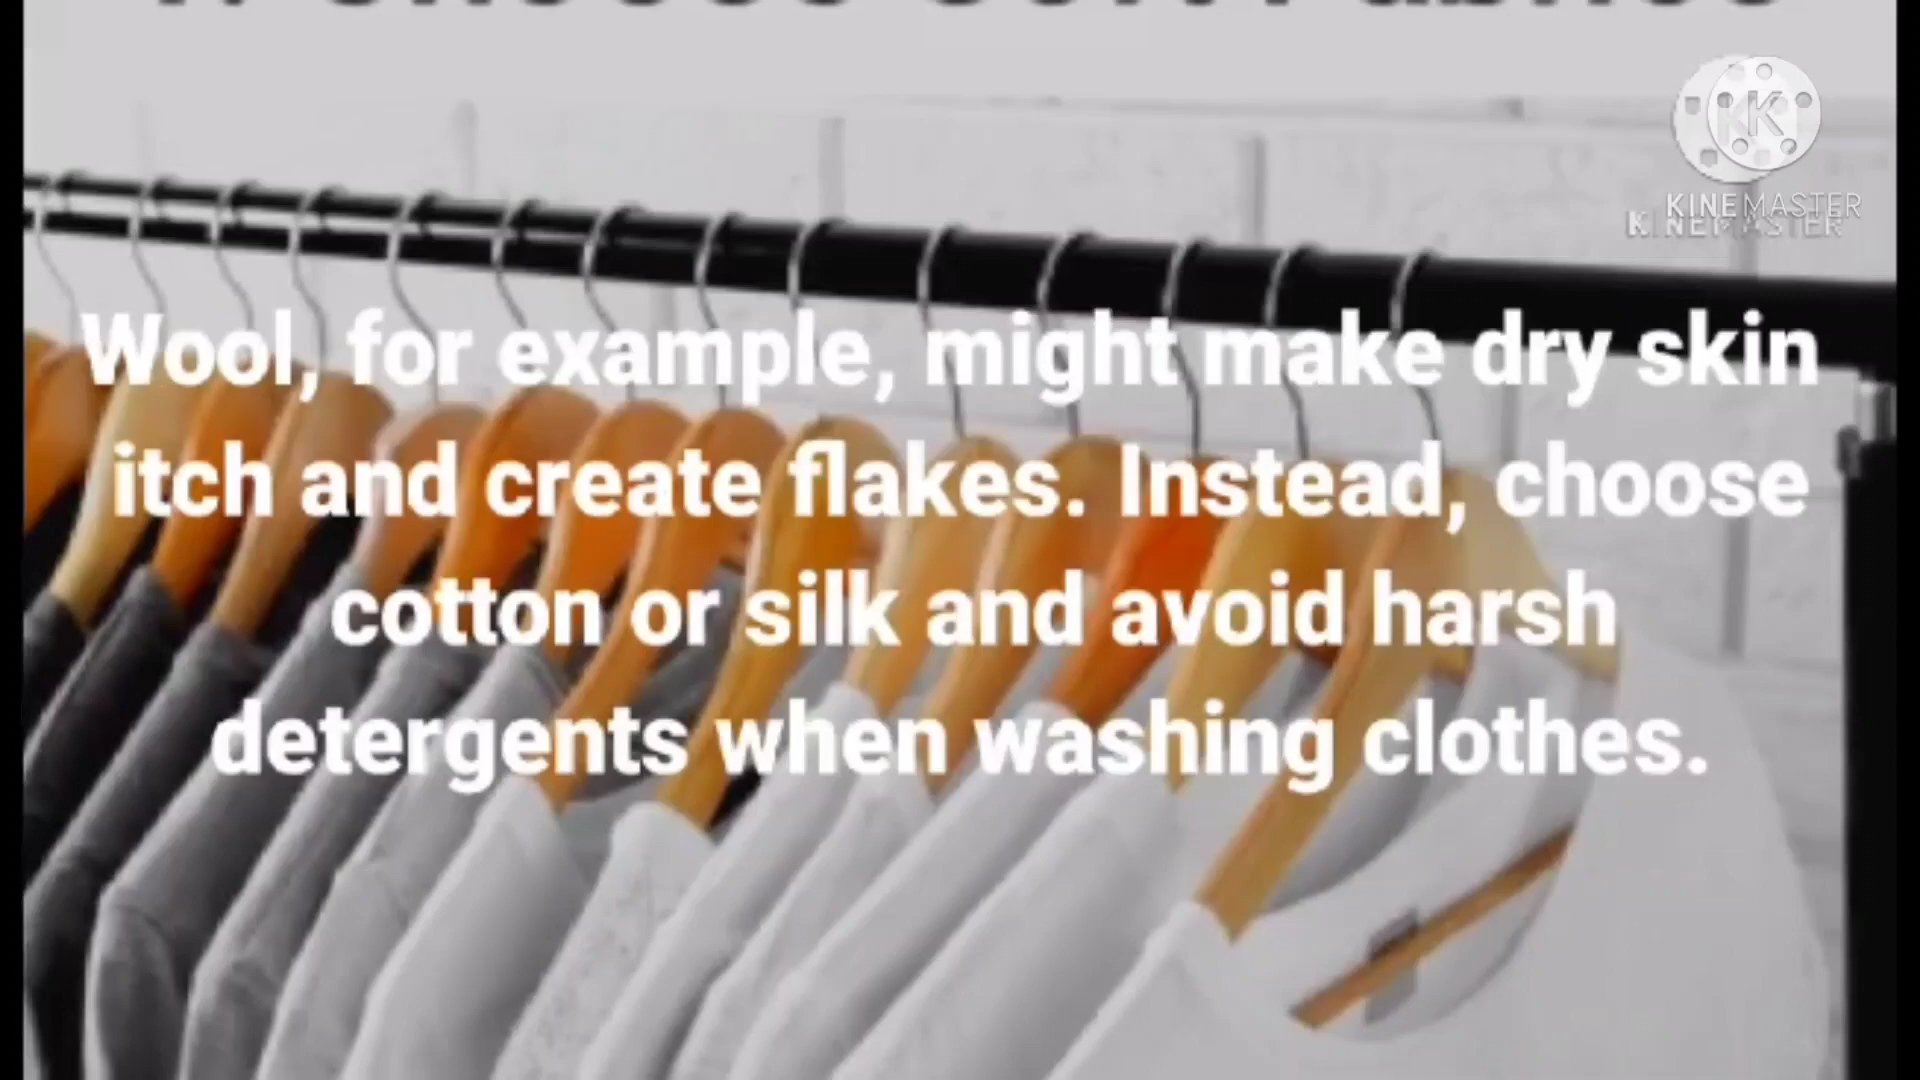 KINEMASTER
KINEMASTER
Wool, for example, might make dry skin
itch and create flakes. Instead, choose
cotton or silk and avoid harsh
detergents when washing clothes.